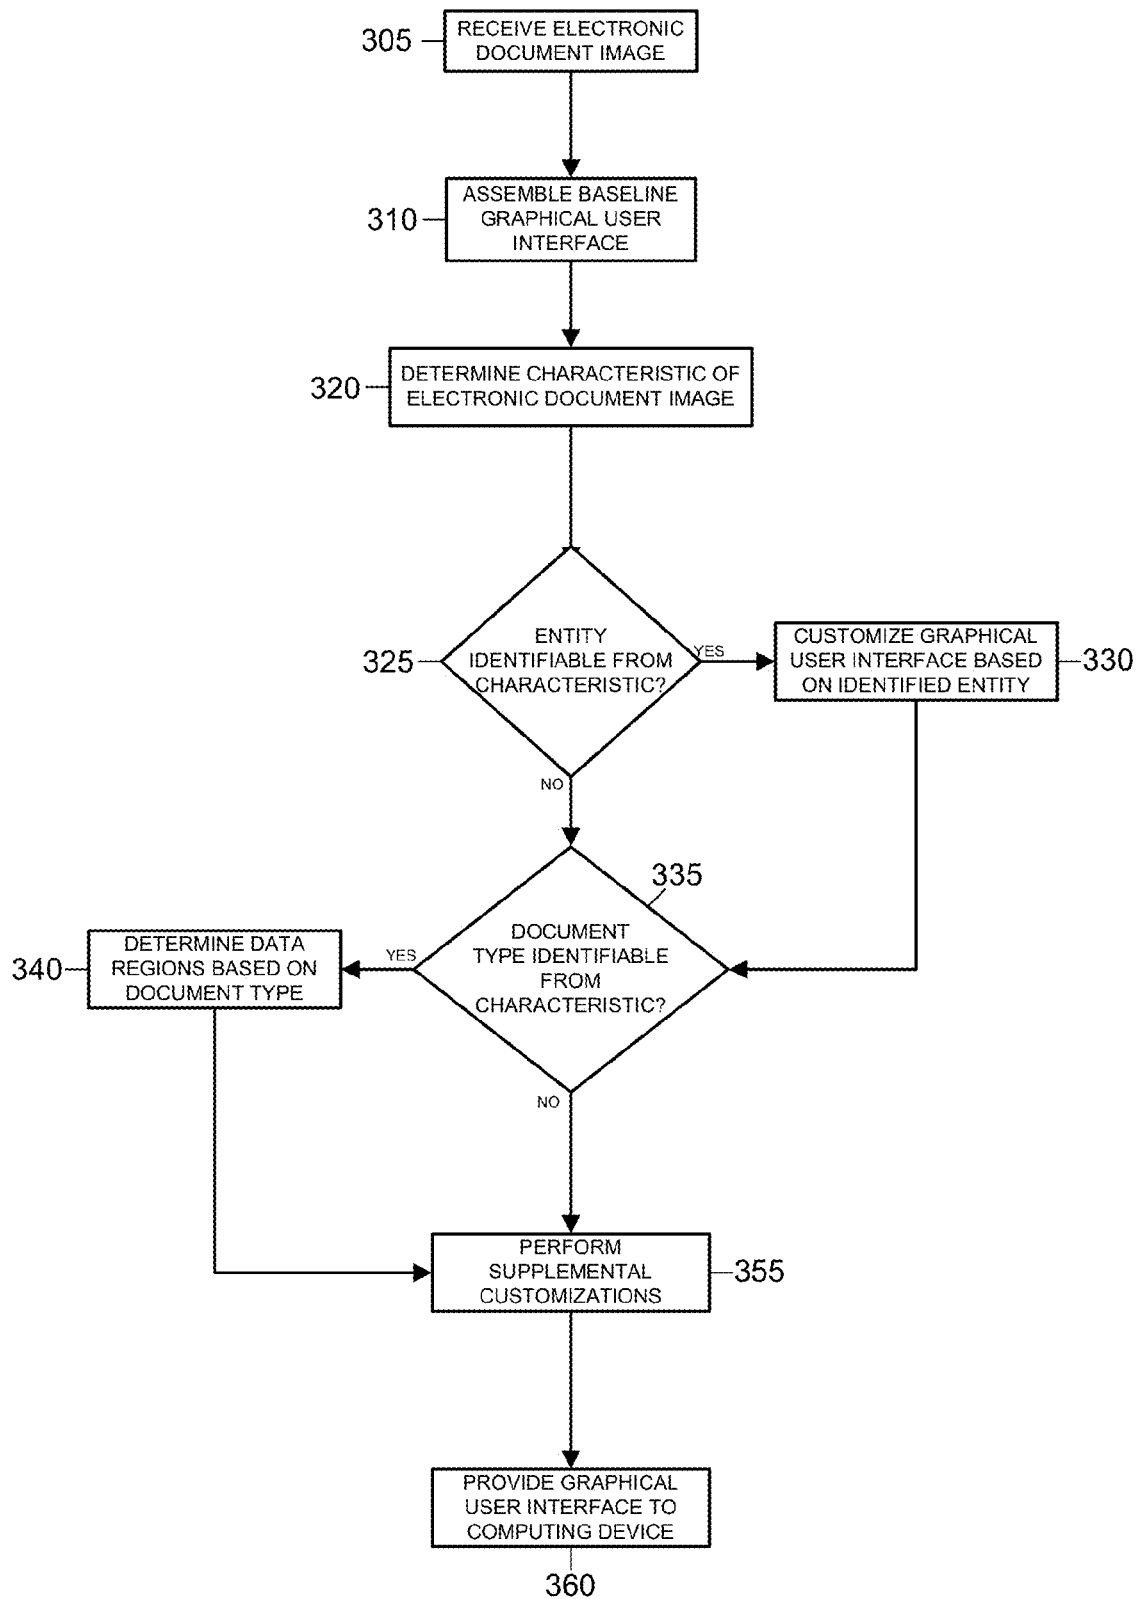 305
RECEIVE ELECTRONIC
DOCUMENT IMAGE
310
ASSEMBLE BASELINE
GRAPHICAL USER
INTERFACE
320
DETERMINE CHARACTERISTIC OF
ELECTRONIC DOCUMENT IMAGE
325
ENTITY
IDENTIFIABLE FROM
CHARACTERISTIC?
YES
CUSTOMIZE GRAPHICAL
USER INTERFACE BASED
ON IDENTIFIED ENTITY
330
NO
335
DOCUMENT
TYPE IDENTIFIABLE
FROM
CHARACTERISTIC?
YES
340
DETERMINE DATA
REGIONS BASED ON
DOCUMENT TYPE
NO
PERFORM
SUPPLEMENTAL
CUSTOMIZATIONS
355
PROVIDE GRAPHICAL
USER INTERFACE TO
COMPUTING DEVICE
360